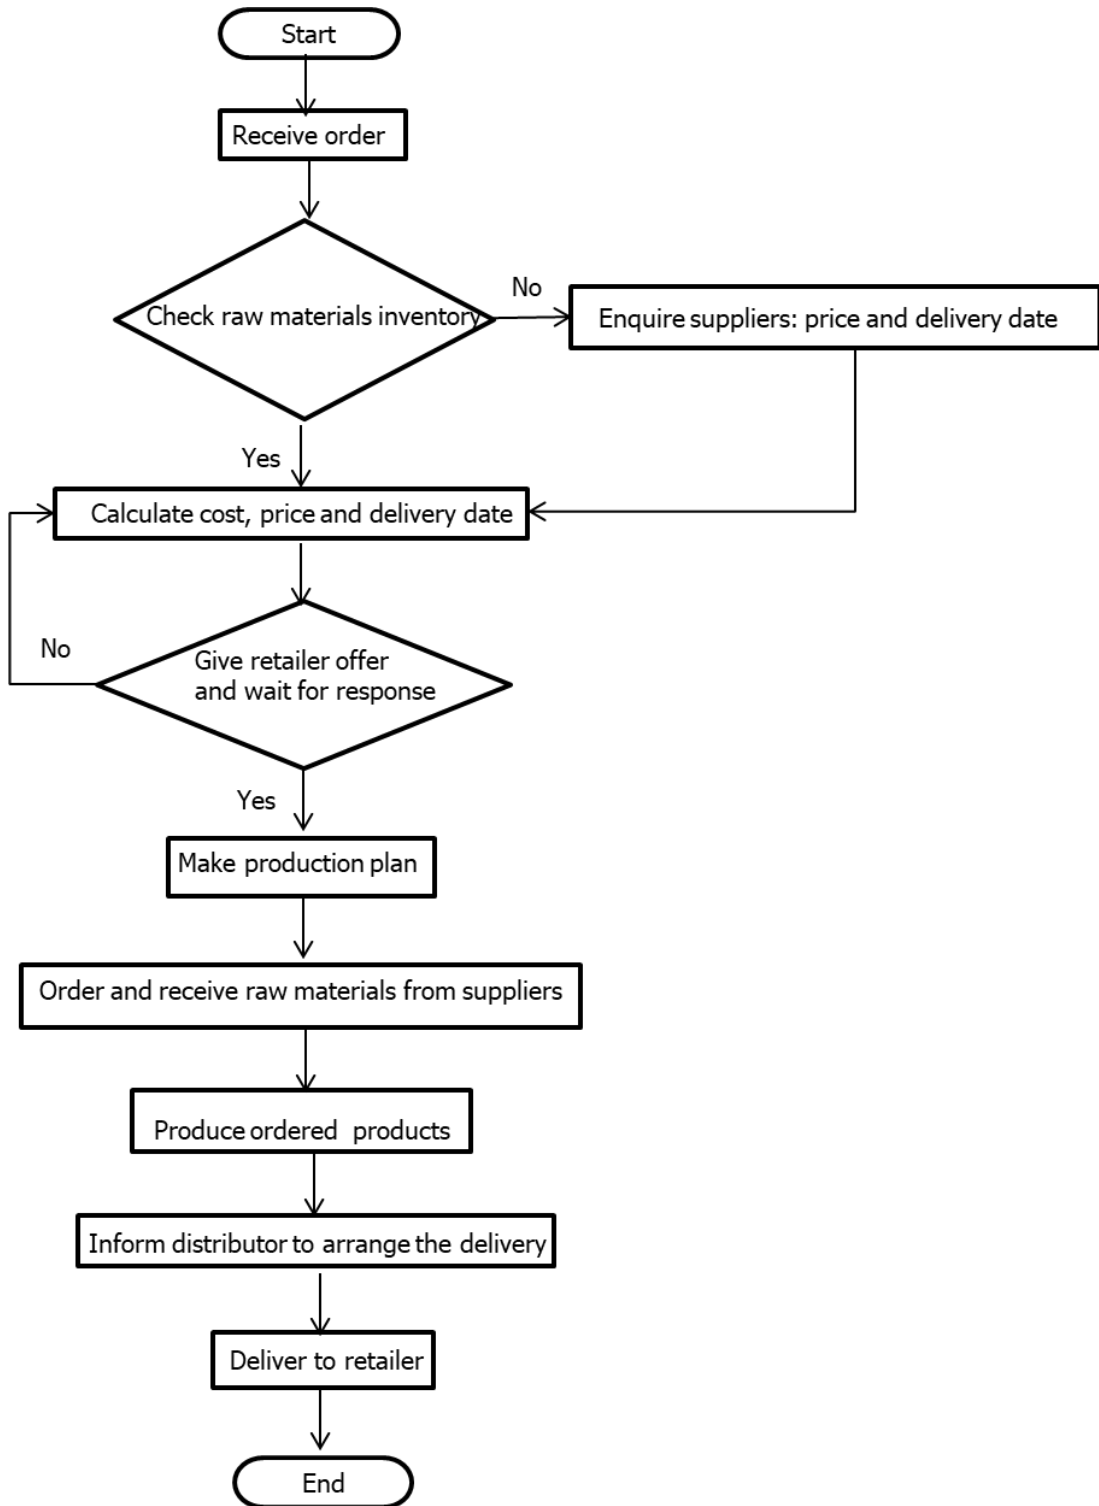 Start
Receive order
Check raw materials inventory
No
Enquire suppliers: price and delivery date
Yes
Calculate cost, price and delivery date
No
Give retailer offer
and wait for response
Yes
Make production plan
Order and receive raw materials from suppliers
Produce ordered products
Inform distributor to arrange the delivery
Deliver to retailer
End